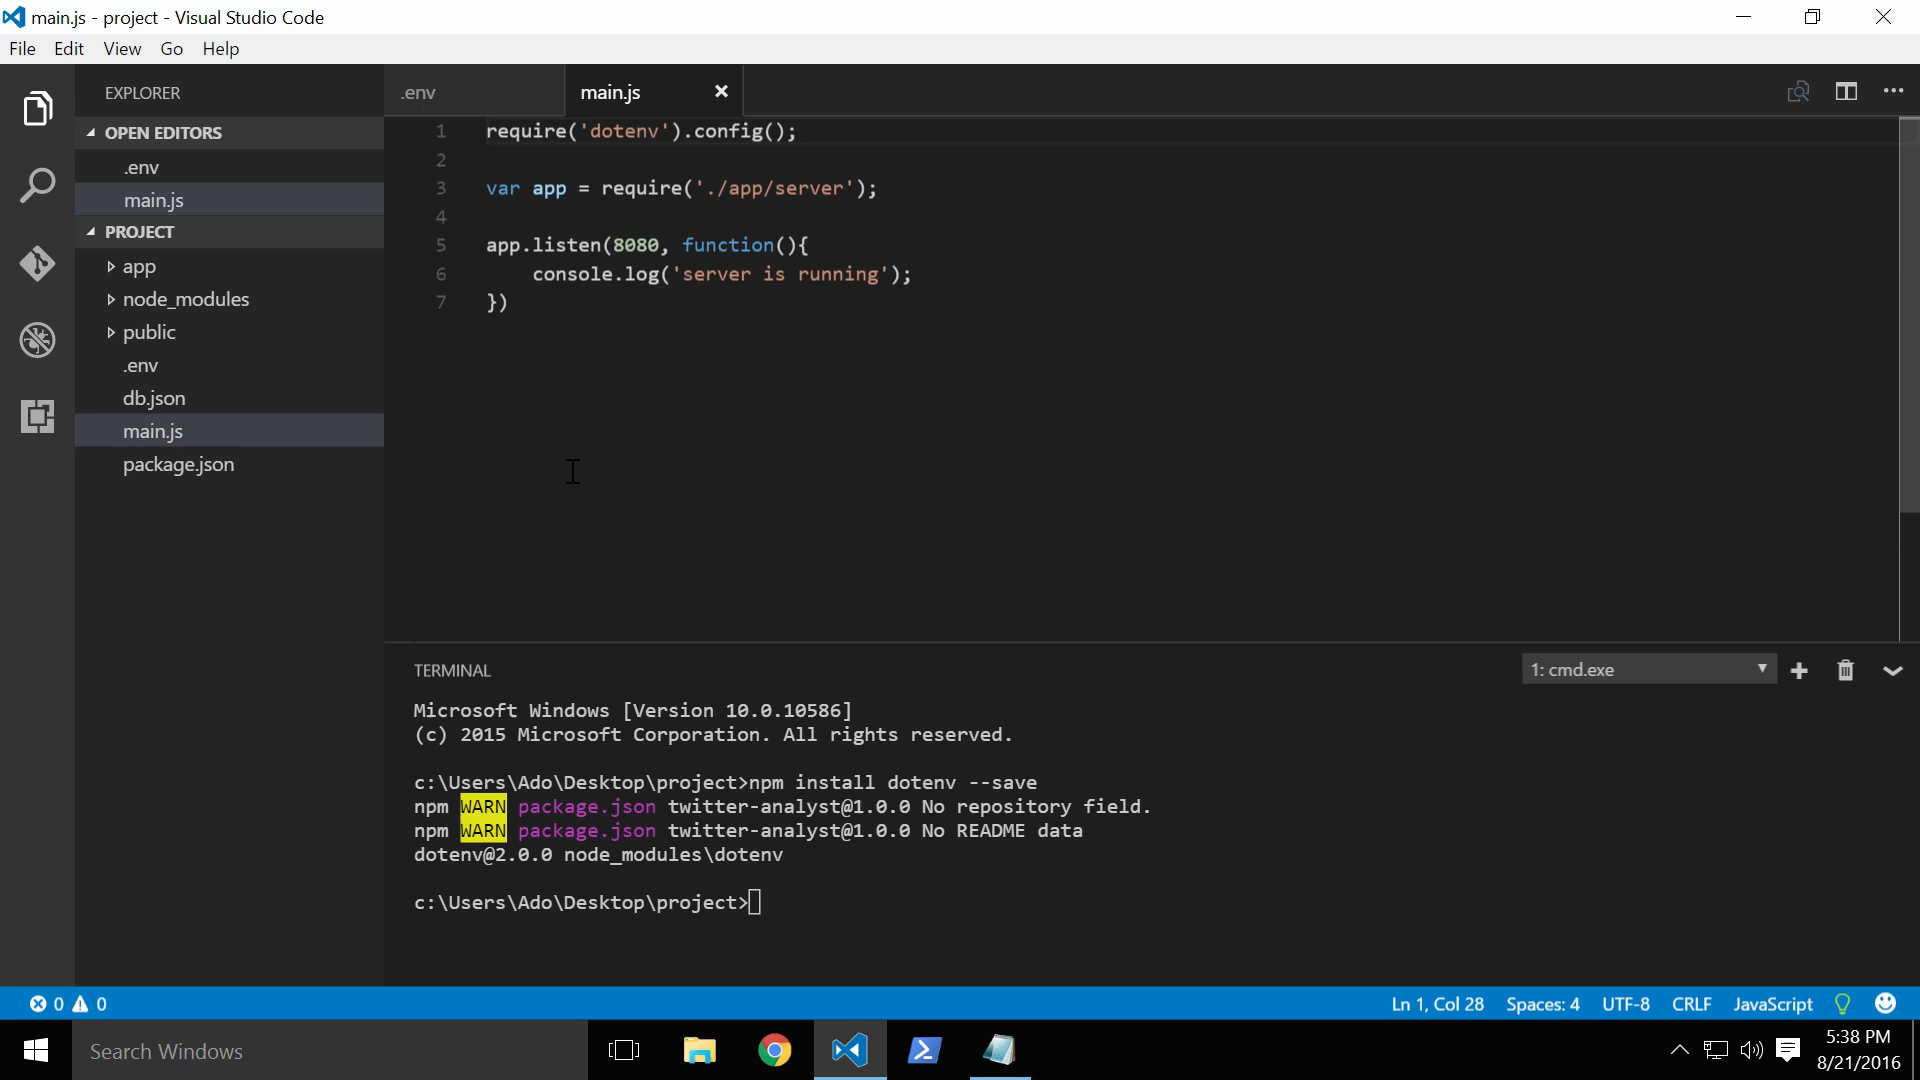 main.js - project - Visual Studio Code
File Edit View Go Help
EXPLORER
OPEN EDITORS
.env
main.js
PROJECT
app
node_modules
public
.env
db.json
main.js
package.json
.env main.js
1 require('dotenv').config();
2
3 var app = require('./app/server');
4
5 app.listen(8080, function(){
6 console.log('server is running');
7 })
TERMINAL
1: cmd.exe
Microsoft Windows [Version 10.0.10586]
(c) 2015 Microsoft Corporation. All rights reserved.
c:\Users\Ado\Desktop\project>npm install dotenv --save
npm WARN package.json twitter-analyst@1.0.0 No repository field.
npm WARN package.json twitter-analyst@1.0.0 No README data
dotenv@2.0.0 node_modules\dotenv
c:\Users\Ado\Desktop\project>
0 0
Ln 1, Col 28 Spaces: 4 UTF-8 CRLF JavaScript
Search Windows
5:38 PM
8/21/2016